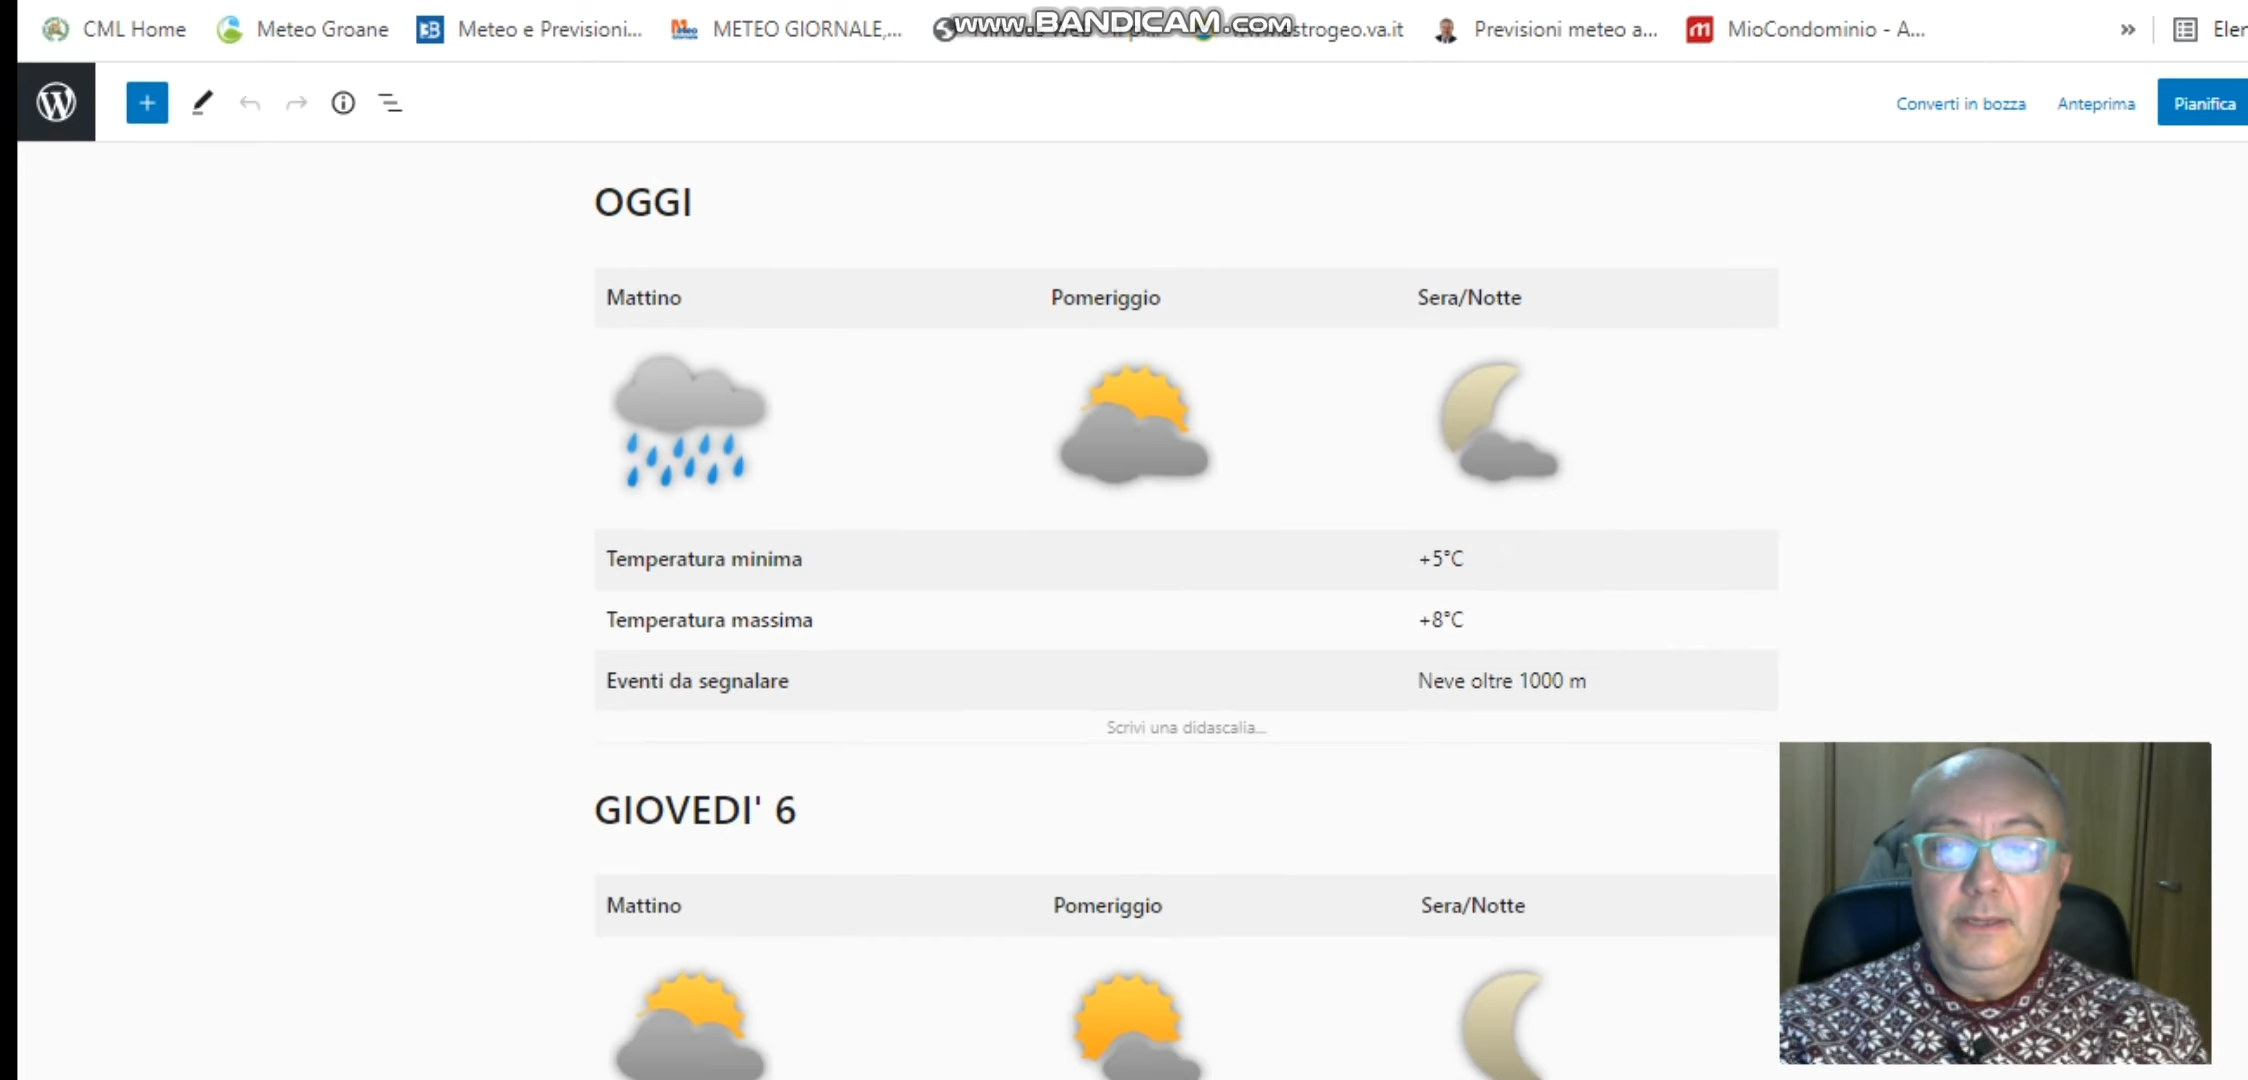 www.BANDICAM.com
CML Home Meteo Groane Meteo e Previsioni... METEO GIORNALE,... astrogeo.va.it Previsioni meteo a... MioCondominio - A... » Elen
Converti in bozza Anteprima Pianifica
OGGI
Mattino Pomeriggio Sera/Notte
Temperatura minima +5°C
Temperatura massima +8°C
Eventi da segnalare Neve oltre 1000 m
Scrivi una didascalia...
GIOVEDI' 6
Mattino Pomeriggio Sera/Notte